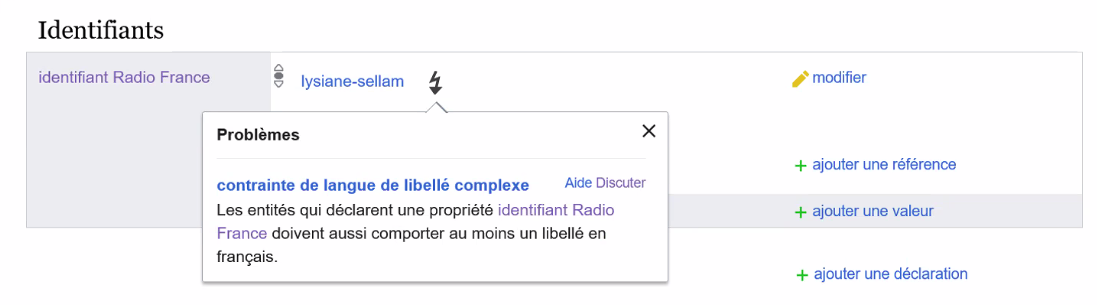 Identifiants
identifiant Radio France
lysiane-sellam
modifier
Problèmes
ajouter une référence
contrainte de langue de libellé complexe
Aide Discuter
Les entités qui déclarent une propriété identifiant Radio
France doivent aussi comporter au moins un libellé en
français.
ajouter une valeur
ajouter une déclaration